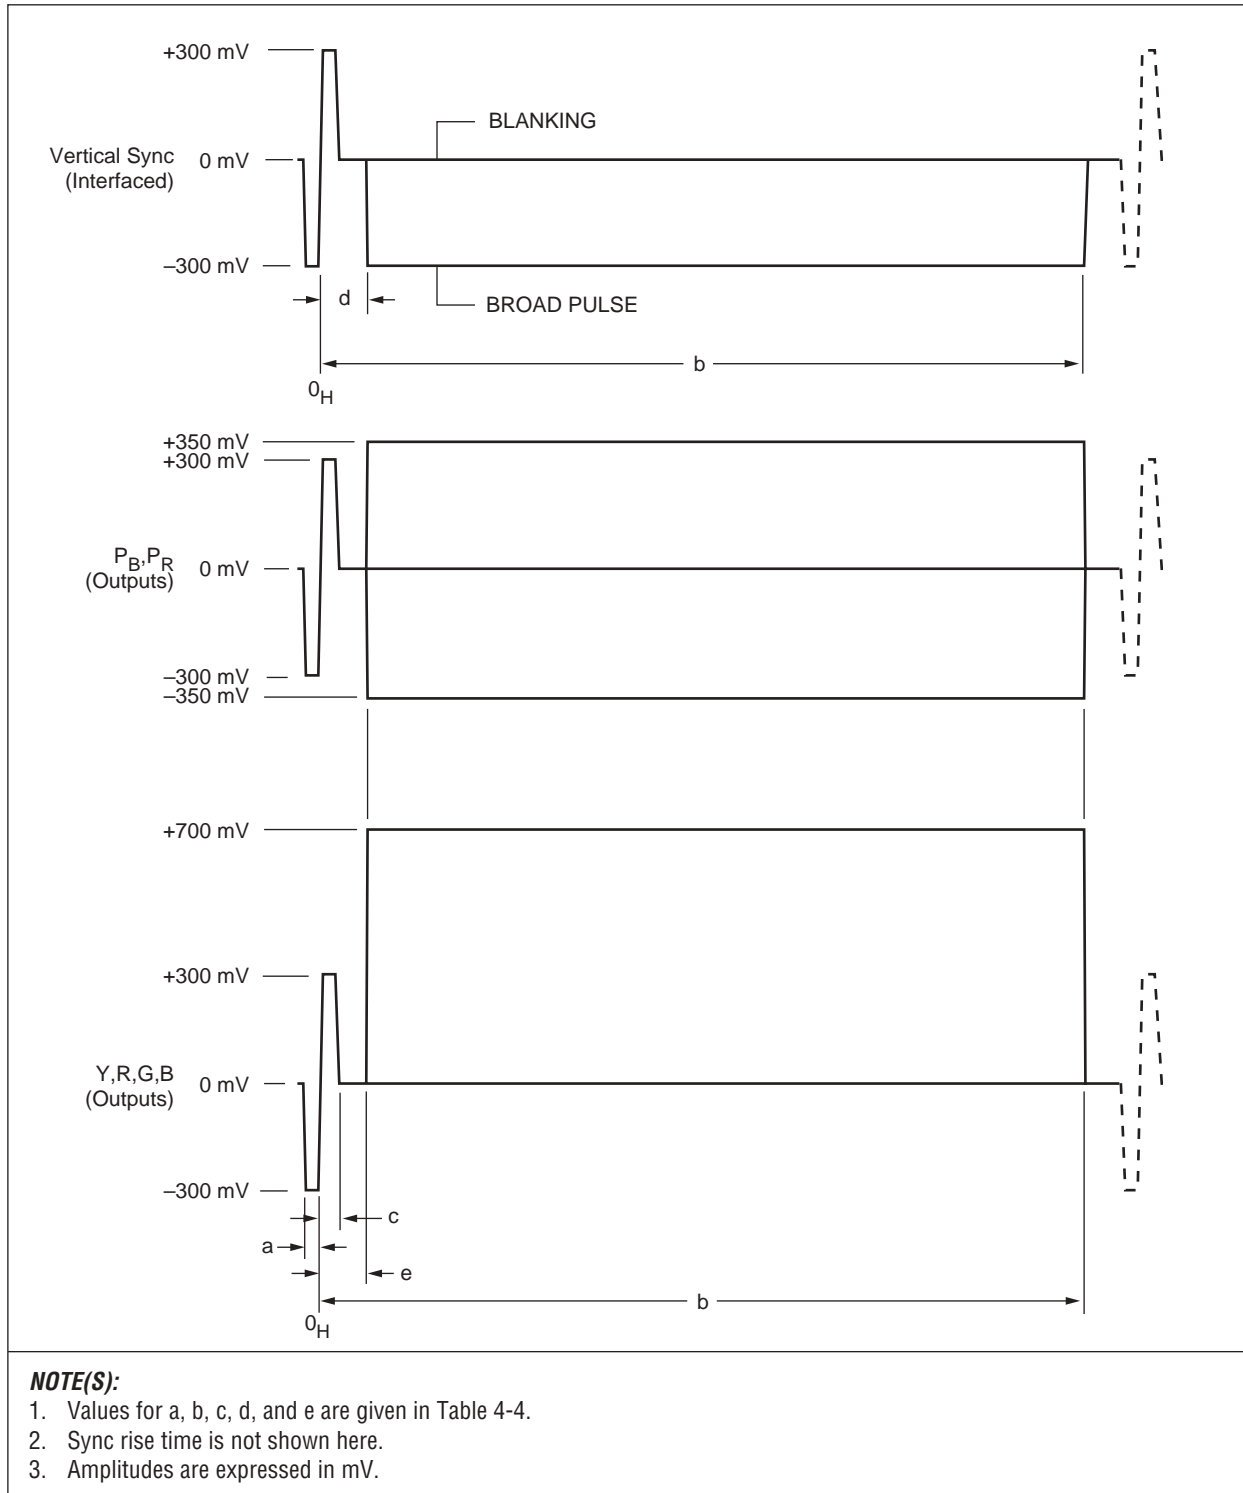 +300 mV
BLANKING
Vertical Sync
(Interfaced)
0 mV
–300 mV
d
BROAD PULSE
b
0H
+350 mV
+300 mV
PB,PR
(Outputs)
0 mV
–300 mV
–350 mV
+700 mV
+300 mV
Y,R,G,B
(Outputs)
0 mV
–300 mV
c
a
e
b
0H
NOTE(S):
1. Values for a, b, c, d, and e are given in Table 4-4.
2. Sync rise time is not shown here.
3. Amplitudes are expressed in mV.